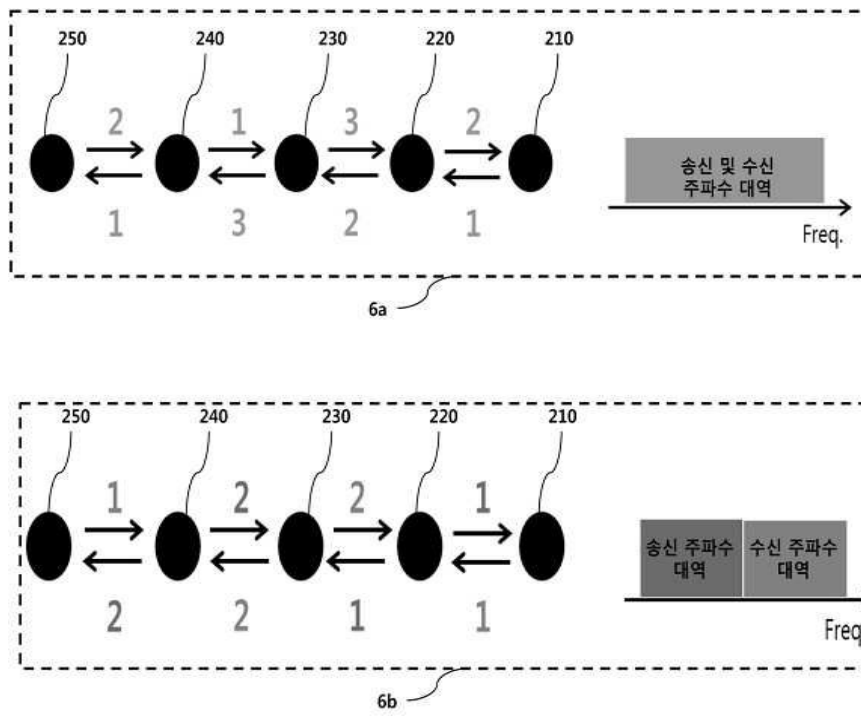 250 240 230 220 210
2 1 3 2
송신 및 수신
주파수 대역
1 3 2 1
Freq.
6a
250 240 230 220 210
1 2 2 1
송신 주파수 수신 주파수
대역 대역
2 2 1 1
Freq
6b